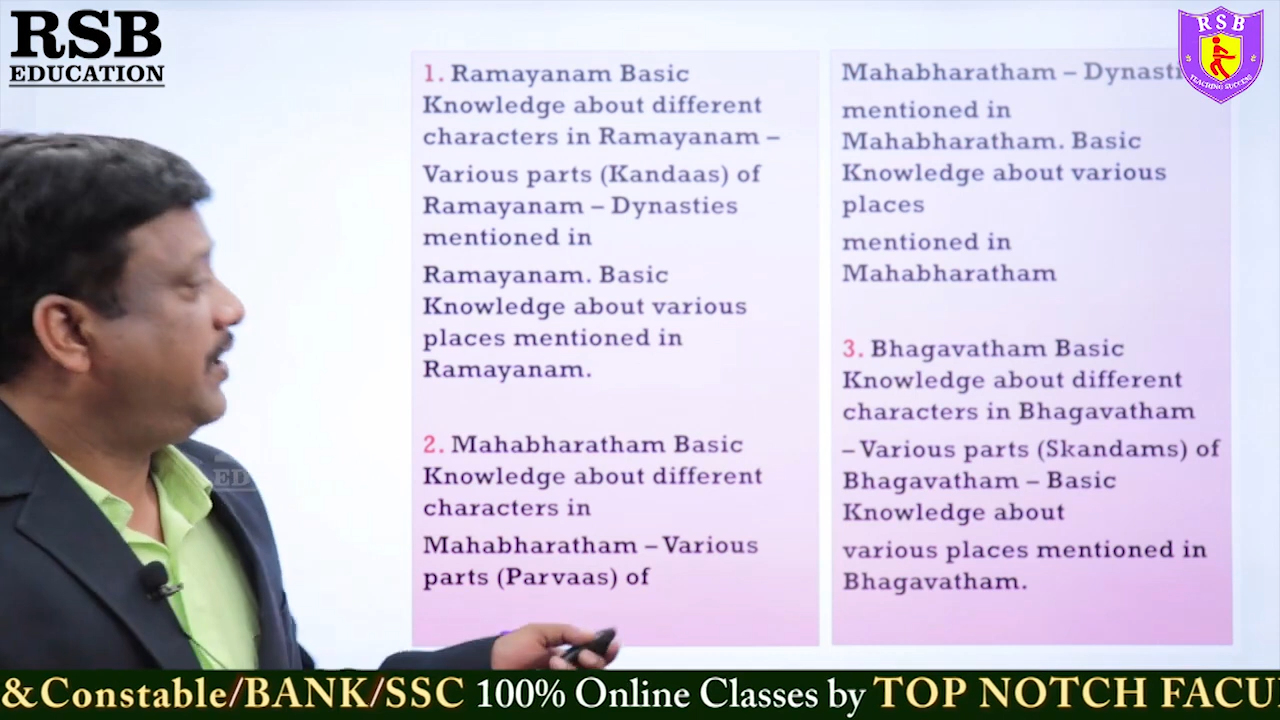 RSB
EDUCATION
1. Ramayanam Basic
Knowledge about different
characters in Ramayanam –
Various parts (Kandaas) of
Ramayanam – Dynasties
mentioned in
Ramayanam. Basic
Knowledge about various
places mentioned in
Ramayanam.
2. Mahabharatham Basic
Knowledge about different
characters in
Mahabharatham – Various
parts (Parvaas) of
Mahabharatham – Dynasti
mentioned in
Mahabharatham. Basic
Knowledge about various
places
mentioned in
Mahabharatham
3. Bhagavatham Basic
Knowledge about different
characters in Bhagavatham
– Various parts (Skandams) of
Bhagavatham – Basic
Knowledge about
various places mentioned in
Bhagavatham.
RSB
TEACHING SUCCESS
ED
& Constable/BANK/SSC 100% Online Classes by TOP NOTCH FACU